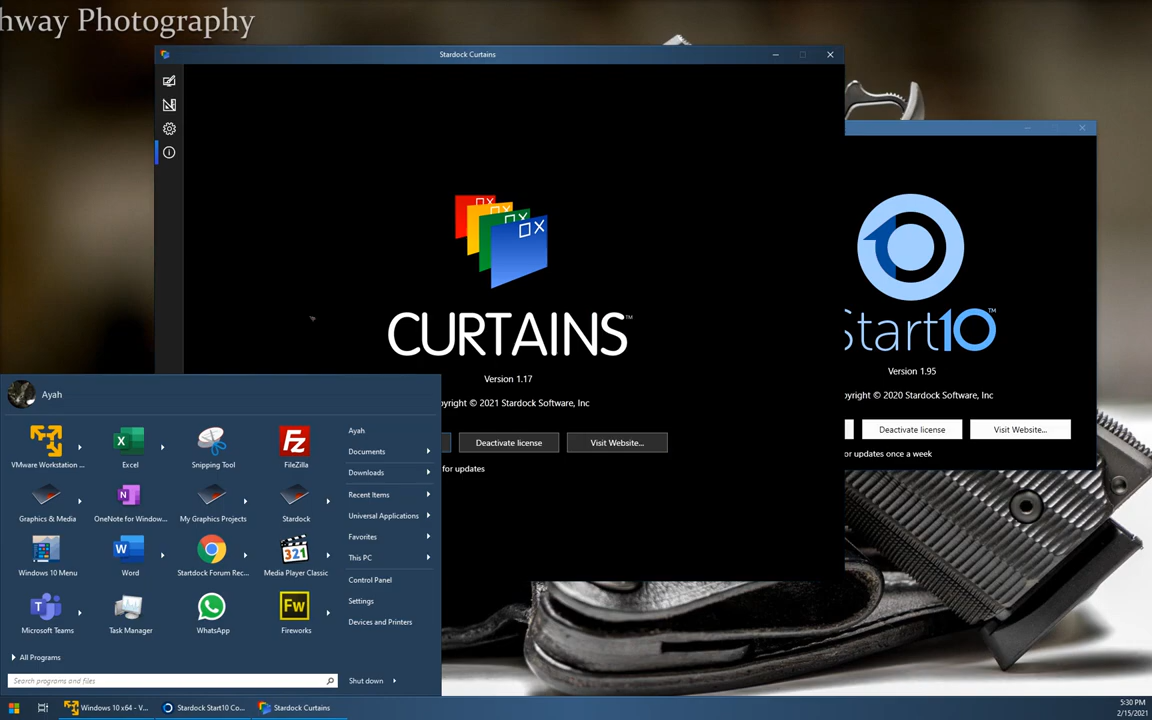 hway Photography
Stardock Curtains
CURTAINS™
Version 1.17
yright © 2021 Stardock Software, Inc
Deactivate license
Visit Website...
for updates
Start10™
Version 1.95
pyright © 2020 Stardock Software, Inc
Deactivate license
Visit Website...
or updates once a week
Ayah
VMware Workstation ...
Excel
Snipping Tool
FileZilla
Graphics & Media
OneNote for Window...
My Graphics Projects
Stardock
Windows 10 Menu
Word
Startdock Forum Rec...
Media Player Classic
Microsoft Teams
Task Manager
WhatsApp
Fireworks
All Programs
Search programs and files
Ayah
Documents
Downloads
Recent Items
Universal Applications
Favorites
This PC
Control Panel
Settings
Devices and Printers
Shut down
Windows 10 x64 - V...
Stardock Start10 Co...
Stardock Curtains
5:30 PM
2/15/2021